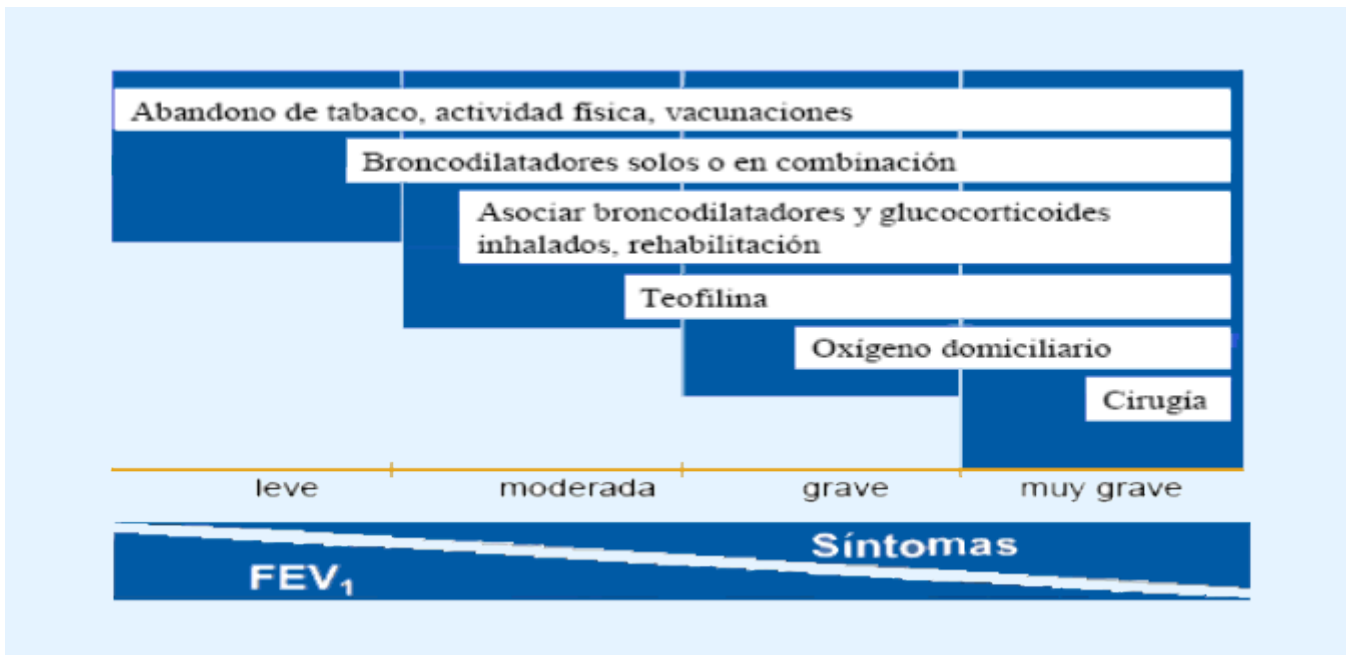 Abandono de tabaco, actividad física, vacunaciones
Broncodilatadores solos o en combinación
Asociar broncodilatadores y glucocorticoides
inhalados, rehabilitación
Teofilina
Oxígeno domiciliario
Cirugía
leve moderada grave muy grave
Síntomas
FEV₁